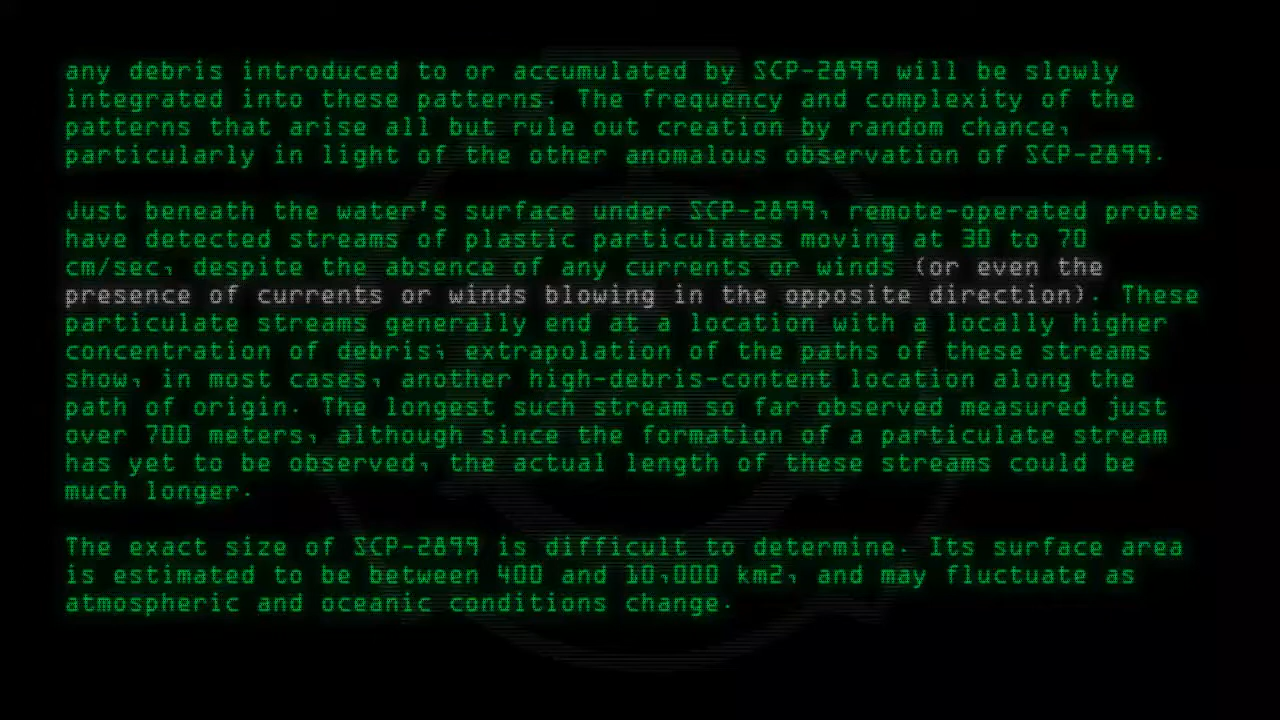 any debris introduced to or accumulated by SCP-2899 will be slowly
integrated into these patterns. The frequency and complexity of the
patterns that arise all but rule out creation by random chance,
particularly in light of the other anomalous observation of SCP-2899.
Just beneath the water's surface under SCP-2899, remote-operated probes
have detected streams of plastic particulates moving at 30 to 70
cm/sec, despite the absence of any currents or winds (or even the
presence of currents or winds blowing in the opposite direction). These
particulate streams generally end at a location with a locally higher
concentration of debris; extrapolation of the paths of these streams
show, in most cases, another high-debris-content location along the
path of origin. The longest such stream so far observed measured just
over 700 meters, although since the formation of a particulate stream
has yet to be observed, the actual length of these streams could be
much longer.
The exact size of SCP-2899 is difficult to determine. Its surface area
is estimated to be between 400 and 10,000 km2, and may fluctuate as
atmospheric and oceanic conditions change.